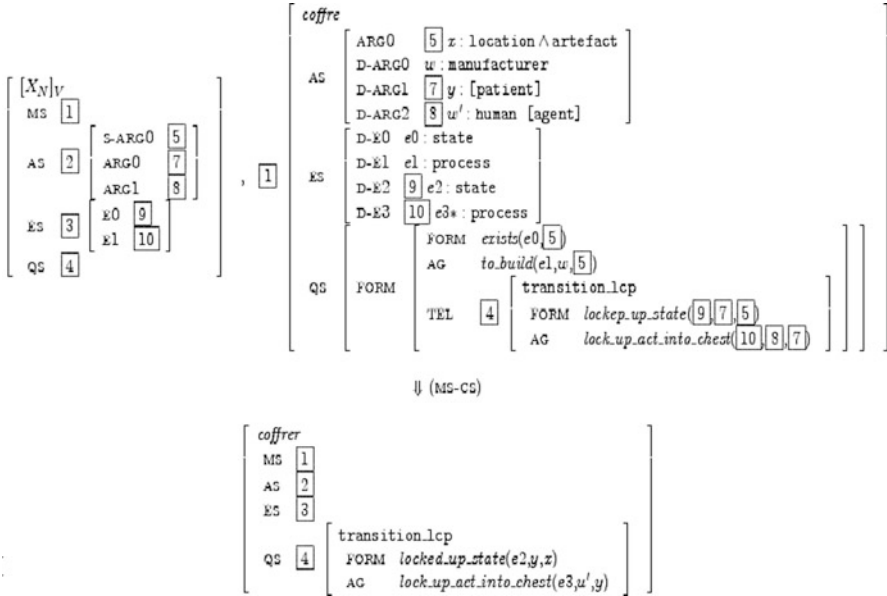 coffre
ARG0 5 x : location ∧ artefact
D-ARG0 w : manufacturer
AS D-ARG1 7 y : [patient]
D-ARG2 8 w′ : human [agent]
[X_N]_V
MS 1
S-ARG0 5
AS 2 ARG0 7
ARG1 8
ES 3 E0 9
E1 10
QS 4
, 1
D-E0 e0 : state
D-E1 e1 : process
ES D-E2 9 e2 : state
D-E3 10 e3* : process
FORM exists(e0, 5)
AG to_build(e1,w, 5)
QS FORM
transition_lcp
TEL 4 FORM lockep_up_state( 9, 7, 5)
AG lock_up_act_into_chest( 10, 8, 7)
⇓ (MS-CS)
coffrer
MS 1
AS 2
ES 3
transition_lcp
QS 4 FORM locked_up_state(e2,y,x)
AG lock_up_act_into_chest(e3,u′,y)